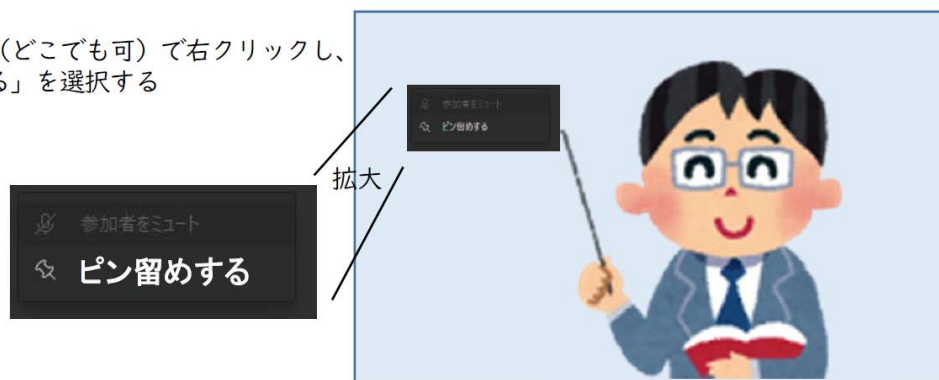 （どこでも可）で右クリックし、
る」を選択する
参加者をミュート
ピン留めする
拡大
参加者をミュート
ピン留めする